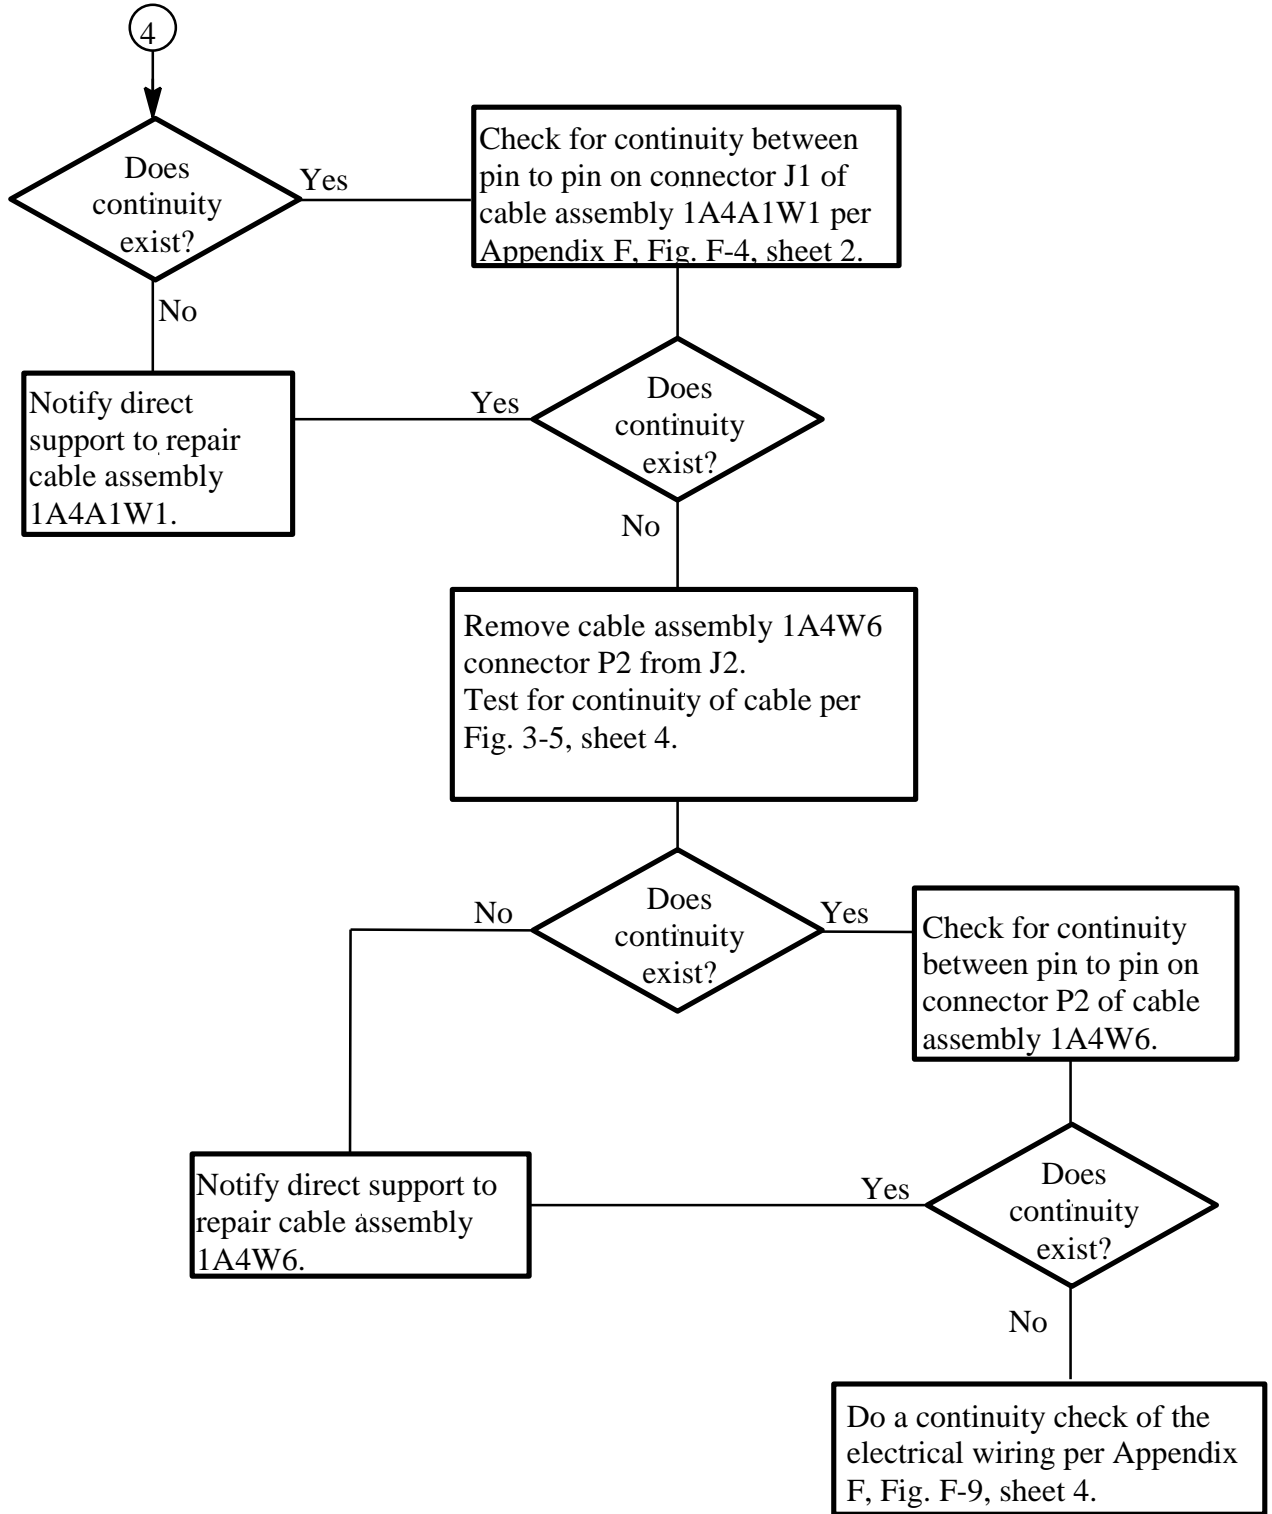 4
Does
continuity
exist?
Yes
Check for continuity between
pin to pin on connector J1 of
cable assembly 1A4A1W1 per
Appendix F, Fig. F-4, sheet 2.
No
Notify direct
support to repair
cable assembly
1A4A1W1.
Yes
Does
continuity
exist?
No
Remove cable assembly 1A4W6
connector P2 from J2.
Test for continuity of cable per
Fig. 3-5, sheet 4.
No
Does
continuity
exist?
Yes
Check for continuity
between pin to pin on
connector P2 of cable
assembly 1A4W6.
Notify direct support to
repair cable assembly
1A4W6.
Yes
Does
continuity
exist?
No
Do a continuity check of the
electrical wiring per Appendix
F, Fig. F-9, sheet 4.